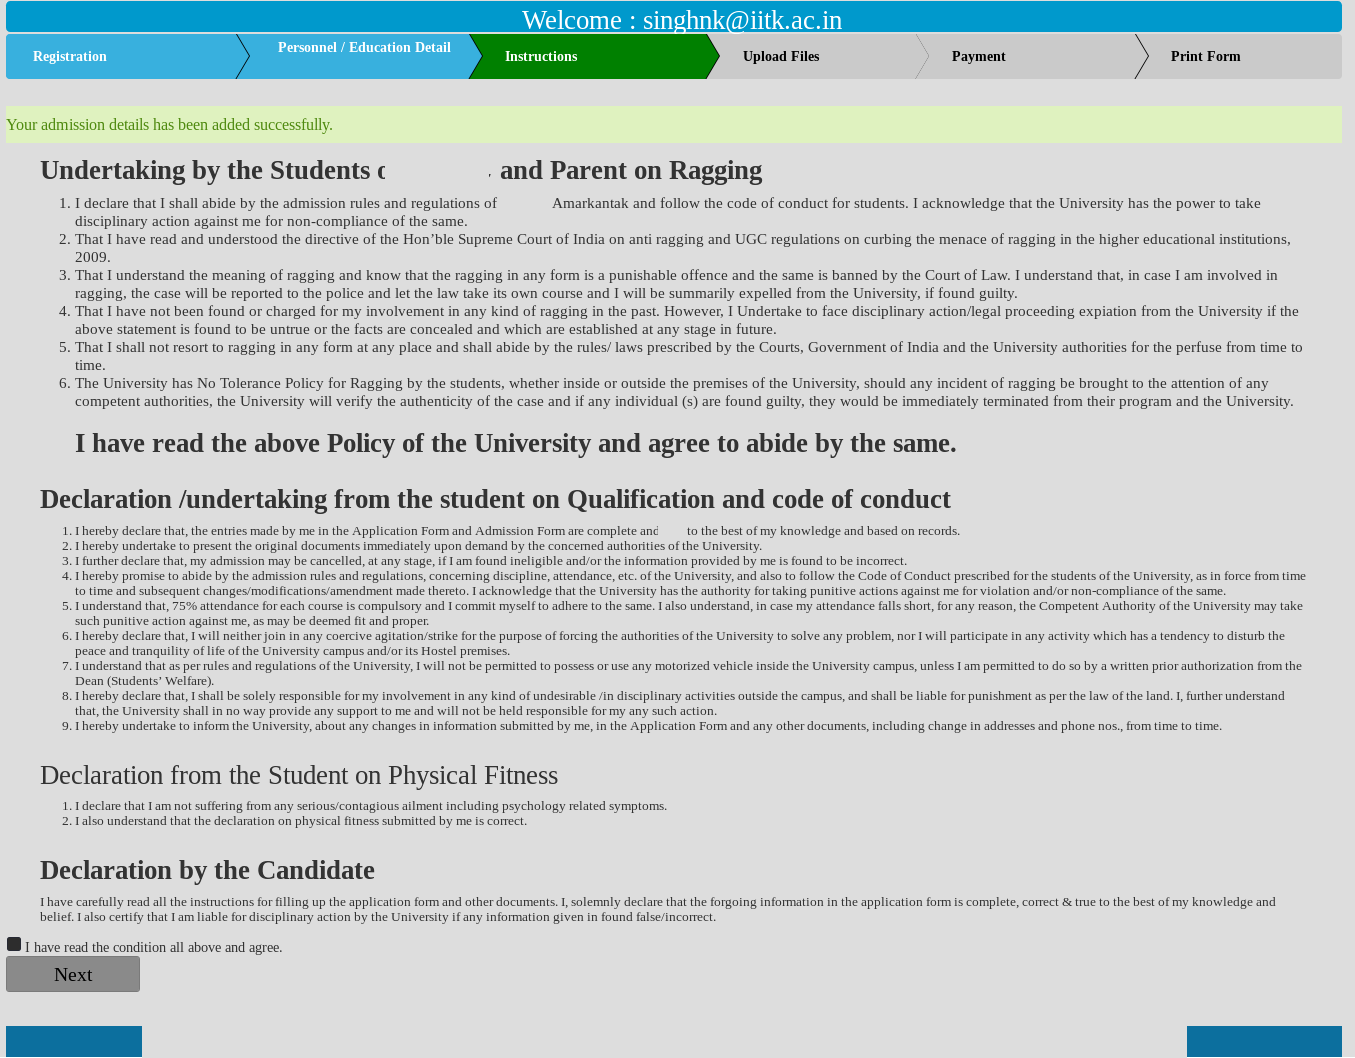 Welcome : singhnk@iitk.ac.in
Registration
Personnel / Education Detail
Instructions
Upload Files
Payment
Print Form
Your admission details has been added successfully.
Undertaking by the Students and Parent on Ragging
1. I declare that I shall abide by the admission rules and regulations of Amarkantak and follow the code of conduct for students. I acknowledge that the University has the power to take
disciplinary action against me for non-compliance of the same.
2. That I have read and understood the directive of the Hon’ble Supreme Court of India on anti ragging and UGC regulations on curbing the menace of ragging in the higher educational institutions,
2009.
3. That I understand the meaning of ragging and know that the ragging in any form is a punishable offence and the same is banned by the Court of Law. I understand that, in case I am involved in
ragging, the case will be reported to the police and let the law take its own course and I will be summarily expelled from the University, if found guilty.
4. That I have not been found or charged for my involvement in any kind of ragging in the past. However, I Undertake to face disciplinary action/legal proceeding expiation from the University if the
above statement is found to be untrue or the facts are concealed and which are established at any stage in future.
5. That I shall not resort to ragging in any form at any place and shall abide by the rules/ laws prescribed by the Courts, Government of India and the University authorities for the perfuse from time to
time.
6. The University has No Tolerance Policy for Ragging by the students, whether inside or outside the premises of the University, should any incident of ragging be brought to the attention of any
competent authorities, the University will verify the authenticity of the case and if any individual (s) are found guilty, they would be immediately terminated from their program and the University.
I have read the above Policy of the University and agree to abide by the same.
Declaration /undertaking from the student on Qualification and code of conduct
1. I hereby declare that, the entries made by me in the Application Form and Admission Form are complete and to the best of my knowledge and based on records.
2. I hereby undertake to present the original documents immediately upon demand by the concerned authorities of the University.
3. I further declare that, my admission may be cancelled, at any stage, if I am found ineligible and/or the information provided by me is found to be incorrect.
4. I hereby promise to abide by the admission rules and regulations, concerning discipline, attendance, etc. of the University, and also to follow the Code of Conduct prescribed for the students of the University, as in force from time
to time and subsequent changes/modifications/amendment made thereto. I acknowledge that the University has the authority for taking punitive actions against me for violation and/or non-compliance of the same.
5. I understand that, 75% attendance for each course is compulsory and I commit myself to adhere to the same. I also understand, in case my attendance falls short, for any reason, the Competent Authority of the University may take
such punitive action against me, as may be deemed fit and proper.
6. I hereby declare that, I will neither join in any coercive agitation/strike for the purpose of forcing the authorities of the University to solve any problem, nor I will participate in any activity which has a tendency to disturb the
peace and tranquility of life of the University campus and/or its Hostel premises.
7. I understand that as per rules and regulations of the University, I will not be permitted to possess or use any motorized vehicle inside the University campus, unless I am permitted to do so by a written prior authorization from the
Dean (Students’ Welfare).
8. I hereby declare that, I shall be solely responsible for my involvement in any kind of undesirable /in disciplinary activities outside the campus, and shall be liable for punishment as per the law of the land. I, further understand
that, the University shall in no way provide any support to me and will not be held responsible for my any such action.
9. I hereby undertake to inform the University, about any changes in information submitted by me, in the Application Form and any other documents, including change in addresses and phone nos., from time to time.
Declaration from the Student on Physical Fitness
1. I declare that I am not suffering from any serious/contagious ailment including psychology related symptoms.
2. I also understand that the declaration on physical fitness submitted by me is correct.
Declaration by the Candidate
I have carefully read all the instructions for filling up the application form and other documents. I, solemnly declare that the forgoing information in the application form is complete, correct & true to the best of my knowledge and
belief. I also certify that I am liable for disciplinary action by the University if any information given in found false/incorrect.
I have read the condition all above and agree.
Next